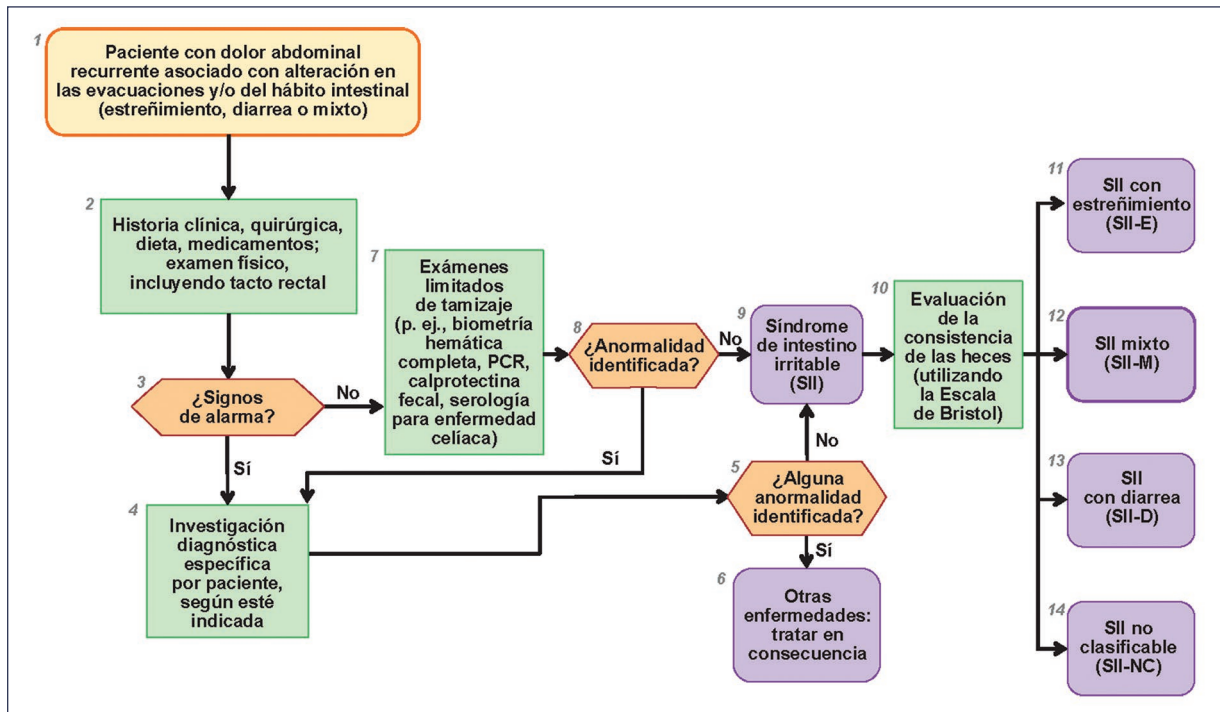 1
Paciente con dolor abdominal
recurrente asociado con alteración en
las evacuaciones y/o del hábito intestinal
(estreñimiento, diarrea o mixto)
2
Historia clínica, quirúrgica,
dieta, medicamentos;
examen físico,
incluyendo tacto rectal
3
¿Signos
de alarma?
No
Sí
4
Investigación
diagnóstica
específica
por paciente,
según esté
indicada
5
¿Alguna
anormalidad
identificada?
No
Sí
6
Otras
enfermedades:
tratar en
consecuencia
7
Exámenes
limitados
de tamizaje
(p. ej., biometría
hemática
completa, PCR,
calprotectina
fecal, serología
para enfermedad
celíaca)
8
¿Anormalidad
identificada?
No
Sí
9
Síndrome
de intestino
irritable
(SII)
10
Evaluación
de la
consistencia
de las heces
(utilizando
la Escala
de Bristol)
11
SII con
estreñimiento
(SII-E)
12
SII mixto
(SII-M)
13
SII
con diarrea
(SII-D)
14
SII no
clasificable
(SII-NC)